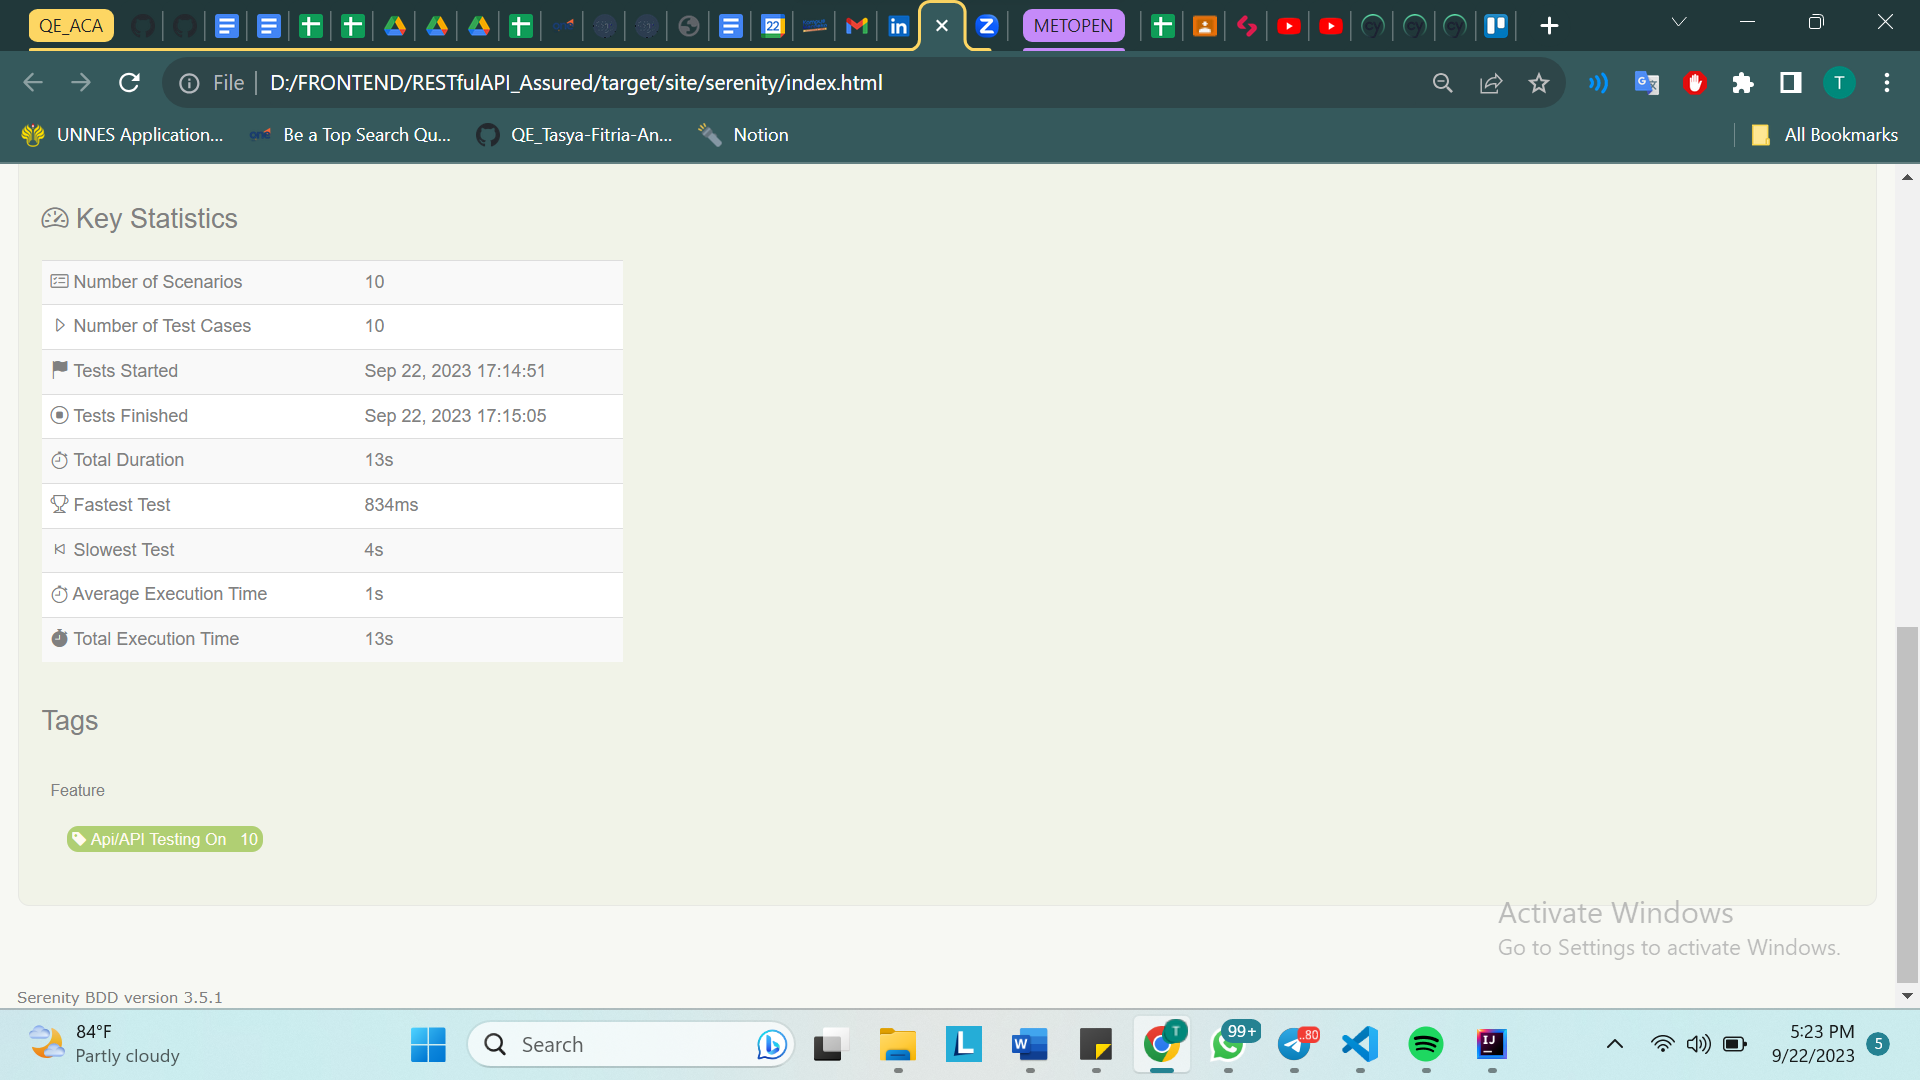 QE_ACA
METOPEN
File
D:/FRONTEND/RESTfulAPI_Assured/target/site/serenity/index.html
T
UNNES Application...
one
Be a Top Search Qu...
QE_Tasya-Fitria-An...
Notion
All Bookmarks
Key Statistics
Number of Scenarios 10
Number of Test Cases 10
Tests Started Sep 22, 2023 17:14:51
Tests Finished Sep 22, 2023 17:15:05
Total Duration 13s
Fastest Test 834ms
Slowest Test 4s
Average Execution Time 1s
Total Execution Time 13s
Tags
Feature
Api/API Testing On 10
Activate Windows
Go to Settings to activate Windows.
Serenity BDD version 3.5.1
84°F
Partly cloudy
Search
T
99+
..80
5:23 PM
9/22/2023
5